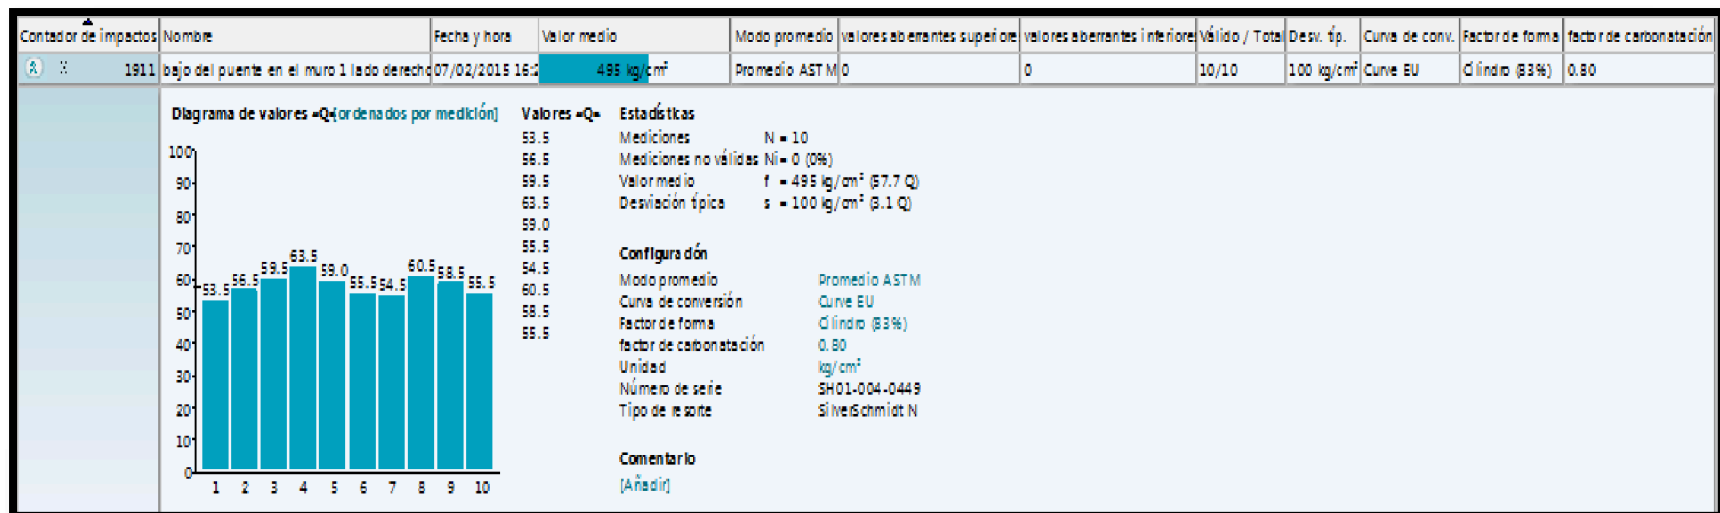 Contador de impactos Nombre Fecha y hora Valor medio Modo promedio valores aberrantes superiore valores aberrantes inferiore Válido / Total Desv. típ. Curva de conv. Factor de forma factor de carbonatación
1911 bajo del puente en el muro 1 lado derecho 07/02/2015 16:2 495 kg/cm² Promedio ASTM 0 0 10/10 100 kg/cm² Curve EU Cilindro (83%) 0.80
Diagrama de valores =Q= [ordenados por medición]
100
90
80
70
60
50
40
30
20
10
0
53.5 56.5 59.5 63.5 59.0 55.5 54.5 60.5 58.5 55.5
1 2 3 4 5 6 7 8 9 10
Valores =Q=
53.5
56.5
59.5
63.5
59.0
55.5
54.5
60.5
58.5
55.5
Estadísticas
Mediciones N = 10
Mediciones no válidas Ni= 0 (0%)
Valor medio f = 495 kg/cm² (57.7 Q)
Desviación típica s = 100 kg/cm² (3.1 Q)
Configuración
Modo promedio Promedio ASTM
Curva de conversión Curve EU
Factor de forma Cilindro (83%)
factor de carbonatación 0.80
Unidad kg/cm²
Número de serie SH01-004-0449
Tipo de resorte SilverSchmidt N
Comentario
[Añadir]